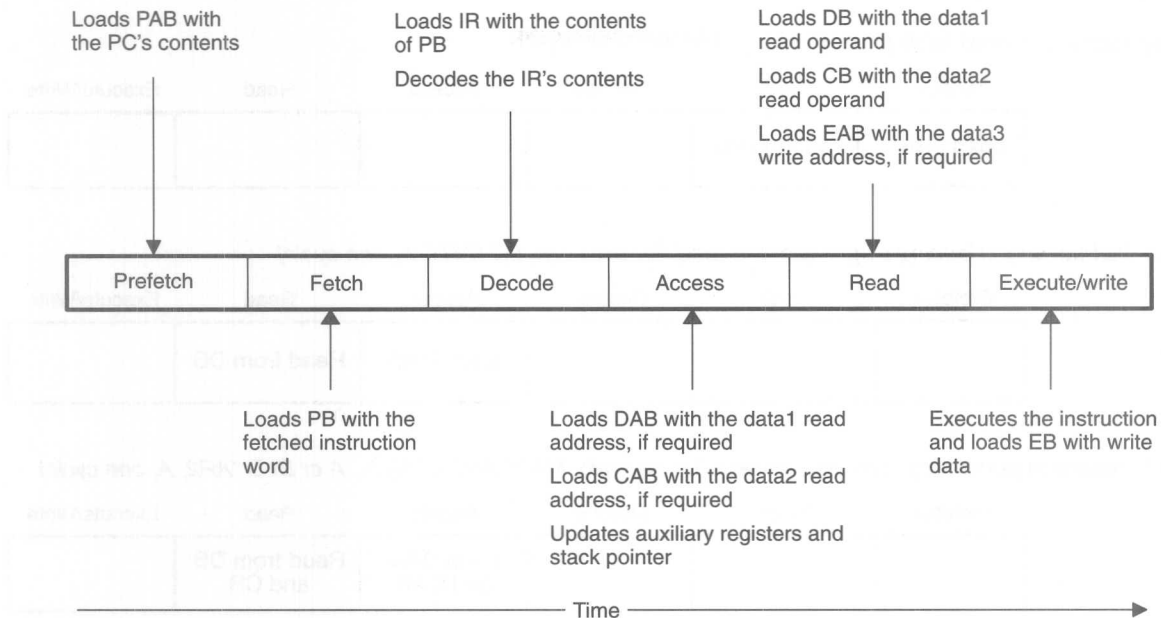 Loads PAB with
the PC's contents
Loads IR with the contents
of PB
Decodes the IR's contents
Loads DB with the data1
read operand
Loads CB with the data2
read operand
Loads EAB with the data3
write address, if required
Prefetch
Fetch
Decode
Access
Read
Execute/write
Loads PB with the
fetched instruction
word
Loads DAB with the data1 read
address, if required
Loads CAB with the data2 read
address, if required
Updates auxiliary registers and
stack pointer
Executes the instruction
and loads EB with write
data
Time